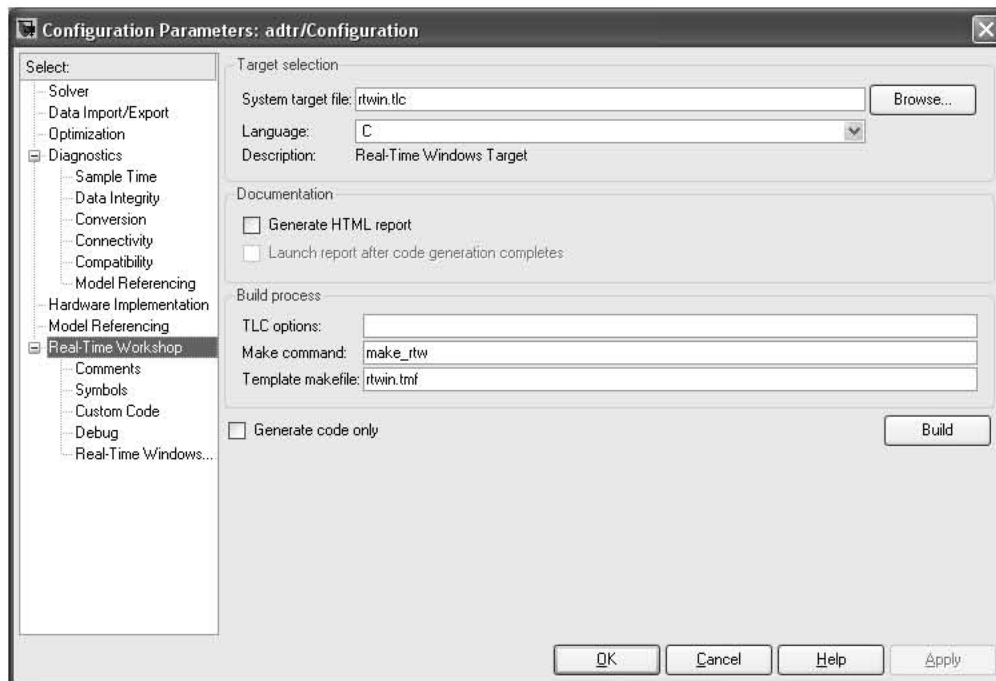 Configuration Parameters: adtr/Configuration
Select:
Solver
Data Import/Export
Optimization
Diagnostics
Sample Time
Data Integrity
Conversion
Connectivity
Compatibility
Model Referencing
Hardware Implementation
Model Referencing
Real-Time Workshop
Comments
Symbols
Custom Code
Debug
Real-Time Windows...
Target selection
System target file: rtwin.tlc Browse...
Language: C
Description: Real-Time Windows Target
Documentation
Generate HTML report
Launch report after code generation completes
Build process
TLC options:
Make command: make_rtw
Template makefile: rtwin.tmf
Generate code only Build
OK Cancel Help Apply